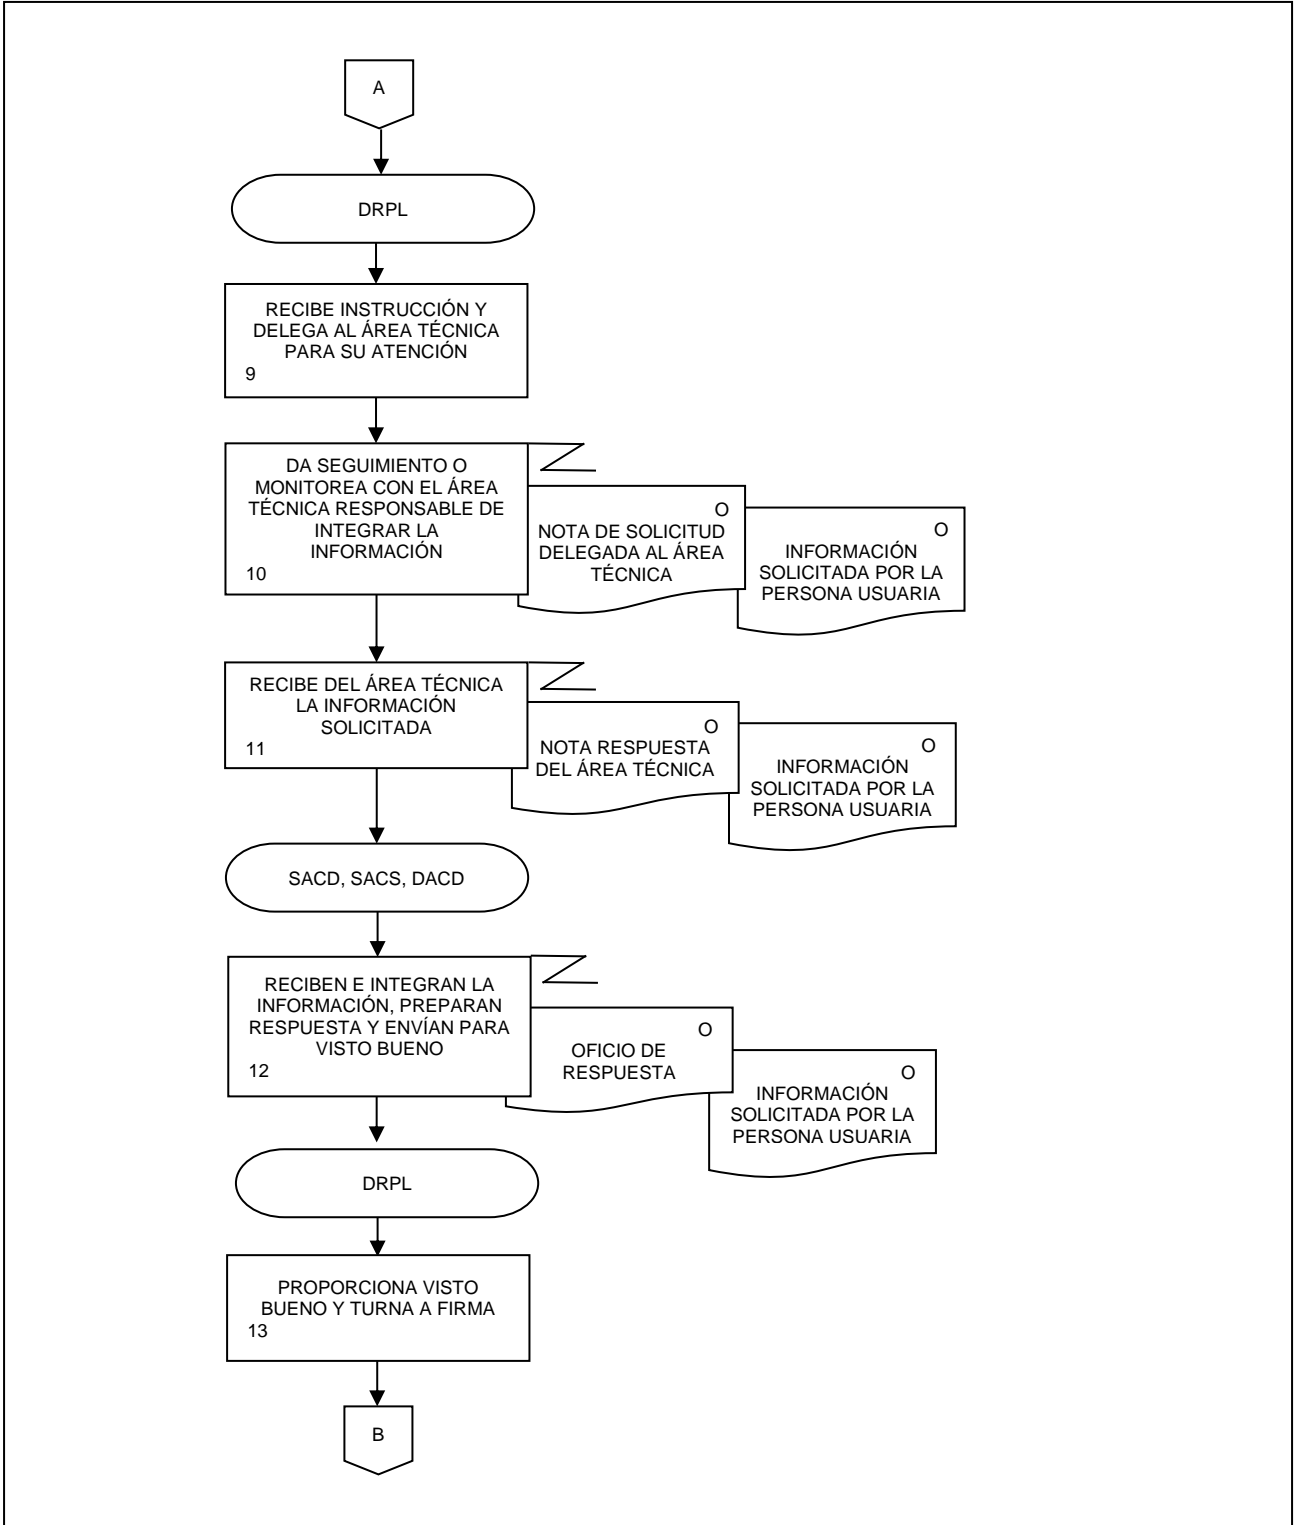 A
DRPL
RECIBE INSTRUCCIÓN Y
DELEGA AL ÁREA TÉCNICA
PARA SU ATENCIÓN
9
DA SEGUIMIENTO O
MONITOREA CON EL ÁREA
TÉCNICA RESPONSABLE DE
INTEGRAR LA
INFORMACIÓN
10
O
NOTA DE SOLICITUD
DELEGADA AL ÁREA
TÉCNICA
O
INFORMACIÓN
SOLICITADA POR LA
PERSONA USUARIA
RECIBE DEL ÁREA TÉCNICA
LA INFORMACIÓN
SOLICITADA
11
O
NOTA RESPUESTA
DEL ÁREA TÉCNICA
O
INFORMACIÓN
SOLICITADA POR LA
PERSONA USUARIA
SACD, SACS, DACD
RECIBEN E INTEGRAN LA
INFORMACIÓN, PREPARAN
RESPUESTA Y ENVÍAN PARA
VISTO BUENO
12
O
OFICIO DE
RESPUESTA
O
INFORMACIÓN
SOLICITADA POR LA
PERSONA USUARIA
DRPL
PROPORCIONA VISTO
BUENO Y TURNA A FIRMA
13
B